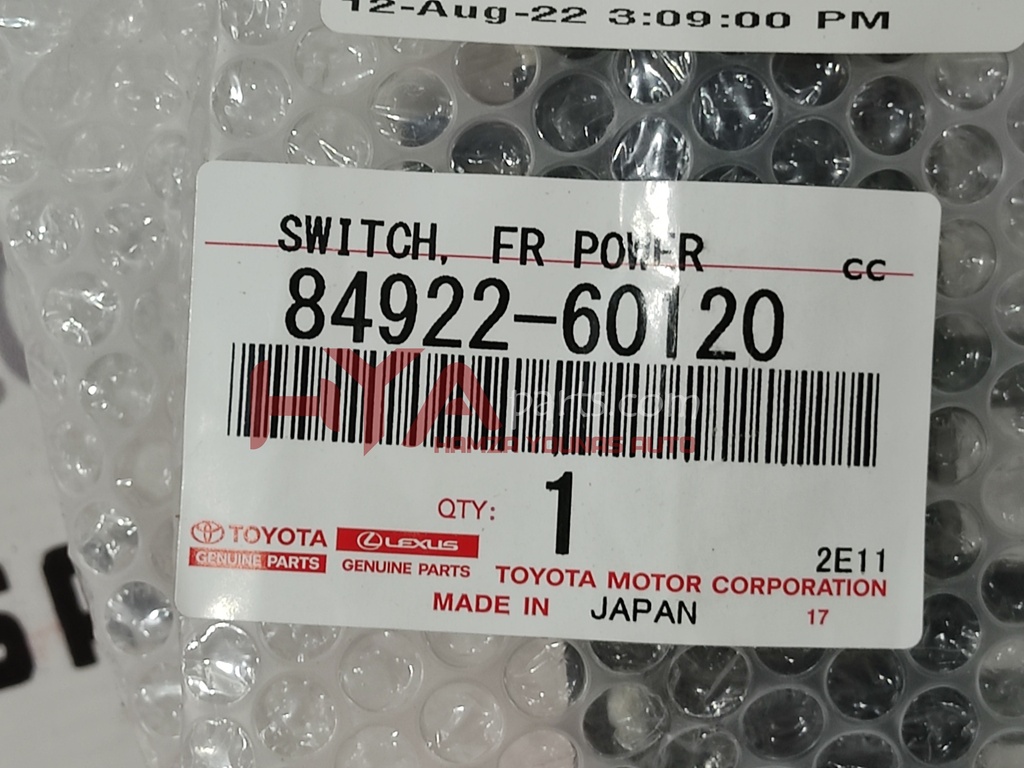 12-Aug-22 3:09:00 PM
SWITCH, FR POWER
CC
84922-60120
HYA parts.com
HAMZA YOUNAS AUTO
QTY: 1
TOYOTA
GENUINE PARTS
LEXUS
GENUINE PARTS
2E11
TOYOTA MOTOR CORPORATION
MADE IN JAPAN
17